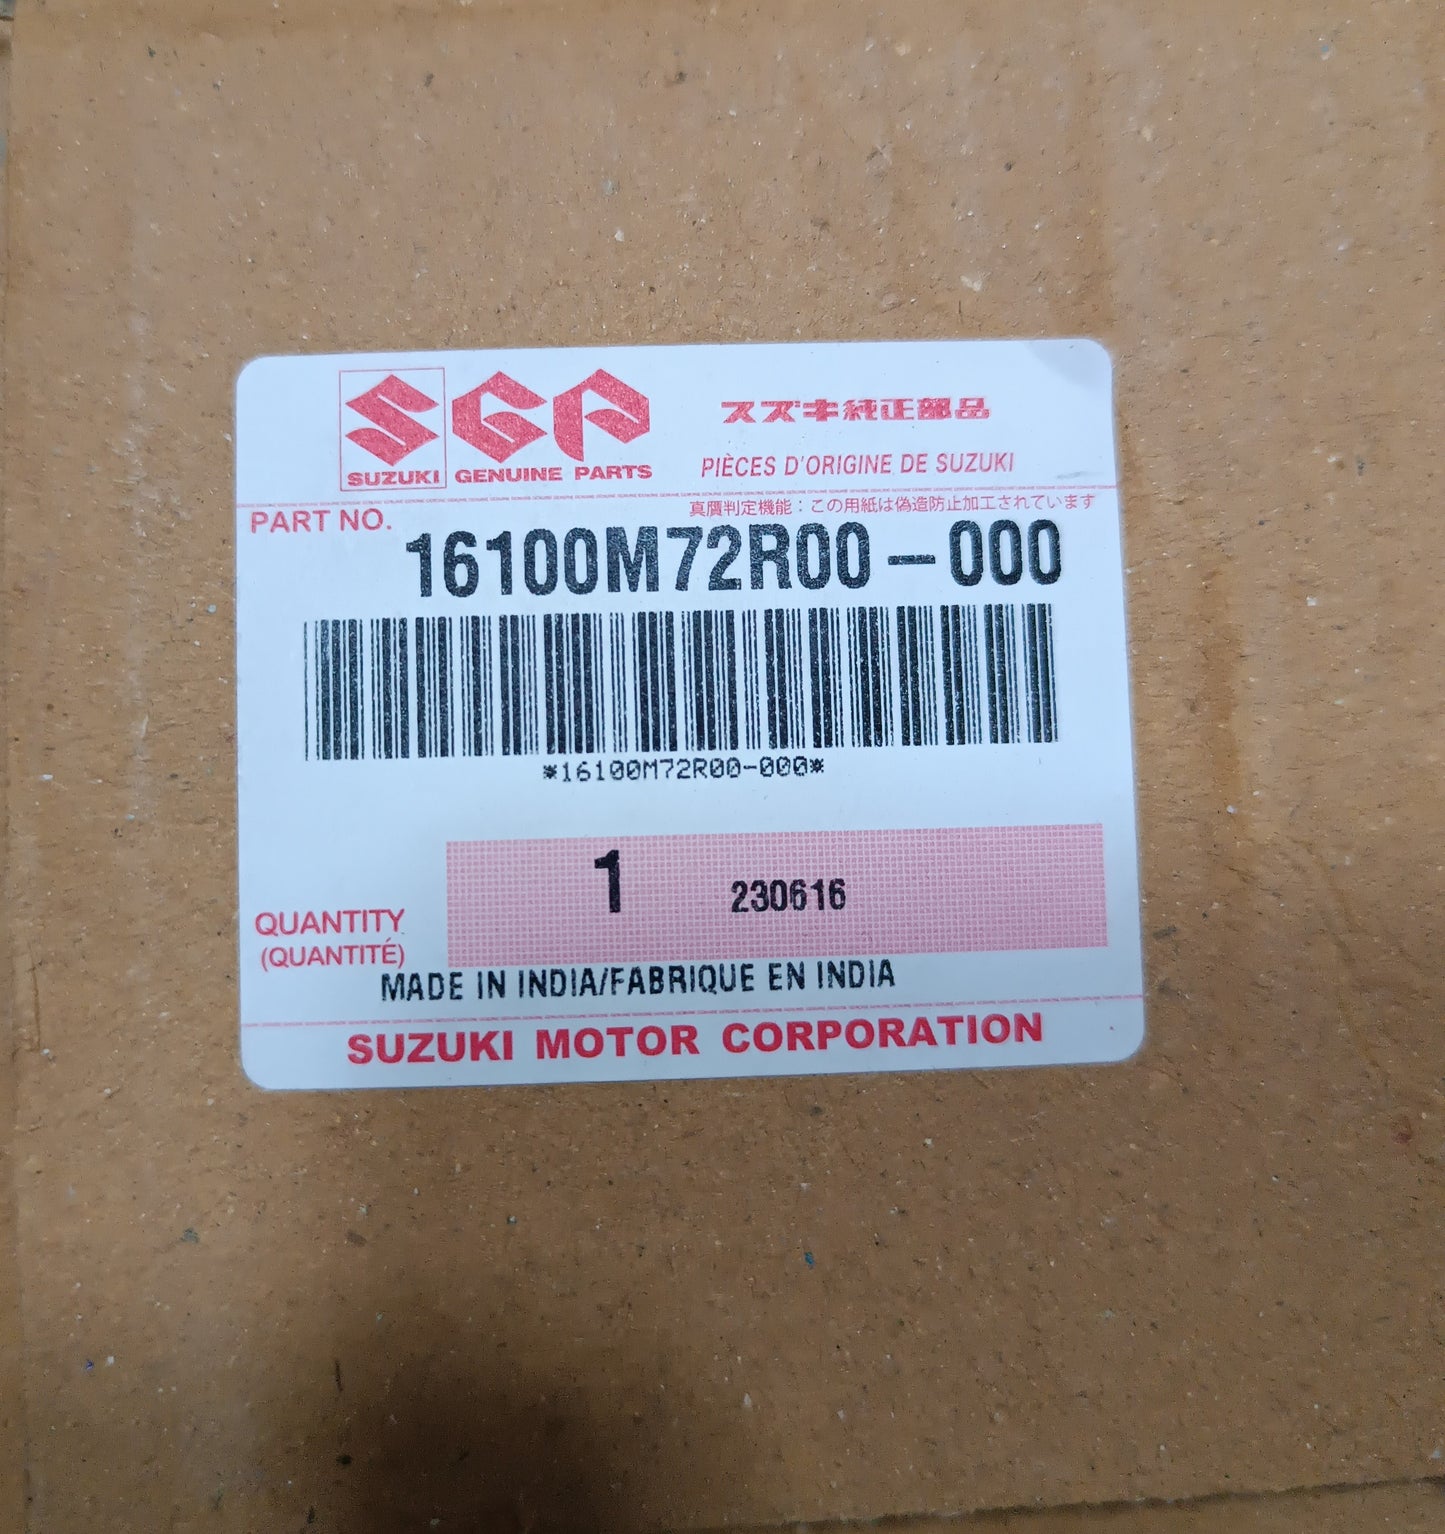 SGP
スズキ純正部品
SUZUKI GENUINE PARTS
PIÈCES D'ORIGINE DE SUZUKI
真贋判定機能：この用紙は偽造防止加工されています
PART NO.
16100M72R00-000
*16100M72R00-000*
1 230616
QUANTITY
(QUANTITÉ)
MADE IN INDIA/FABRIQUE EN INDIA
SUZUKI MOTOR CORPORATION